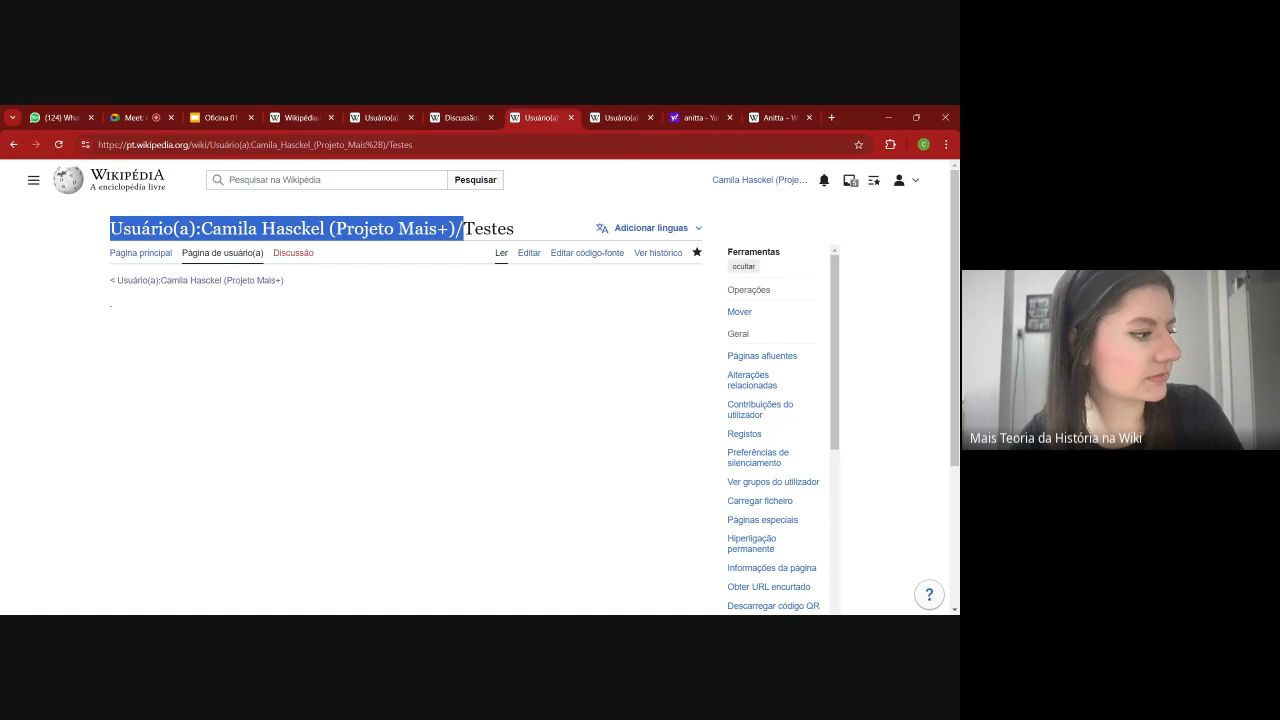 (124) Wha
Meet:
Oficina 01
Wikipédia
Usuário(a)
Discussão
Usuário(a)
Usuário(a)
anitta - Ya
Anitta – W
https://pt.wikipedia.org/wiki/Usuário(a):Camila_Hasckel_(Projeto_Mais%2B)/Testes
WIKIPÉDIA
A enciclopédia livre
Pesquisar na Wikipédia
Pesquisar
Camila Hasckel (Proje...
Usuário(a):Camila Hasckel (Projeto Mais+)/Testes
Adicionar línguas
Página principal
Página de usuário(a)
Discussão
Ler
Editar
Editar código-fonte
Ver histórico
< Usuário(a):Camila Hasckel (Projeto Mais+)
.
Ferramentas
ocultar
Operações
Mover
Geral
Páginas afluentes
Alterações
relacionadas
Contribuições do
utilizador
Registos
Preferências de
silenciamento
Ver grupos do utilizador
Carregar ficheiro
Páginas especiais
Hiperligação
permanente
Informações da página
Obter URL encurtado
Descarregar código QR
?
Mais Teoria da História na Wiki